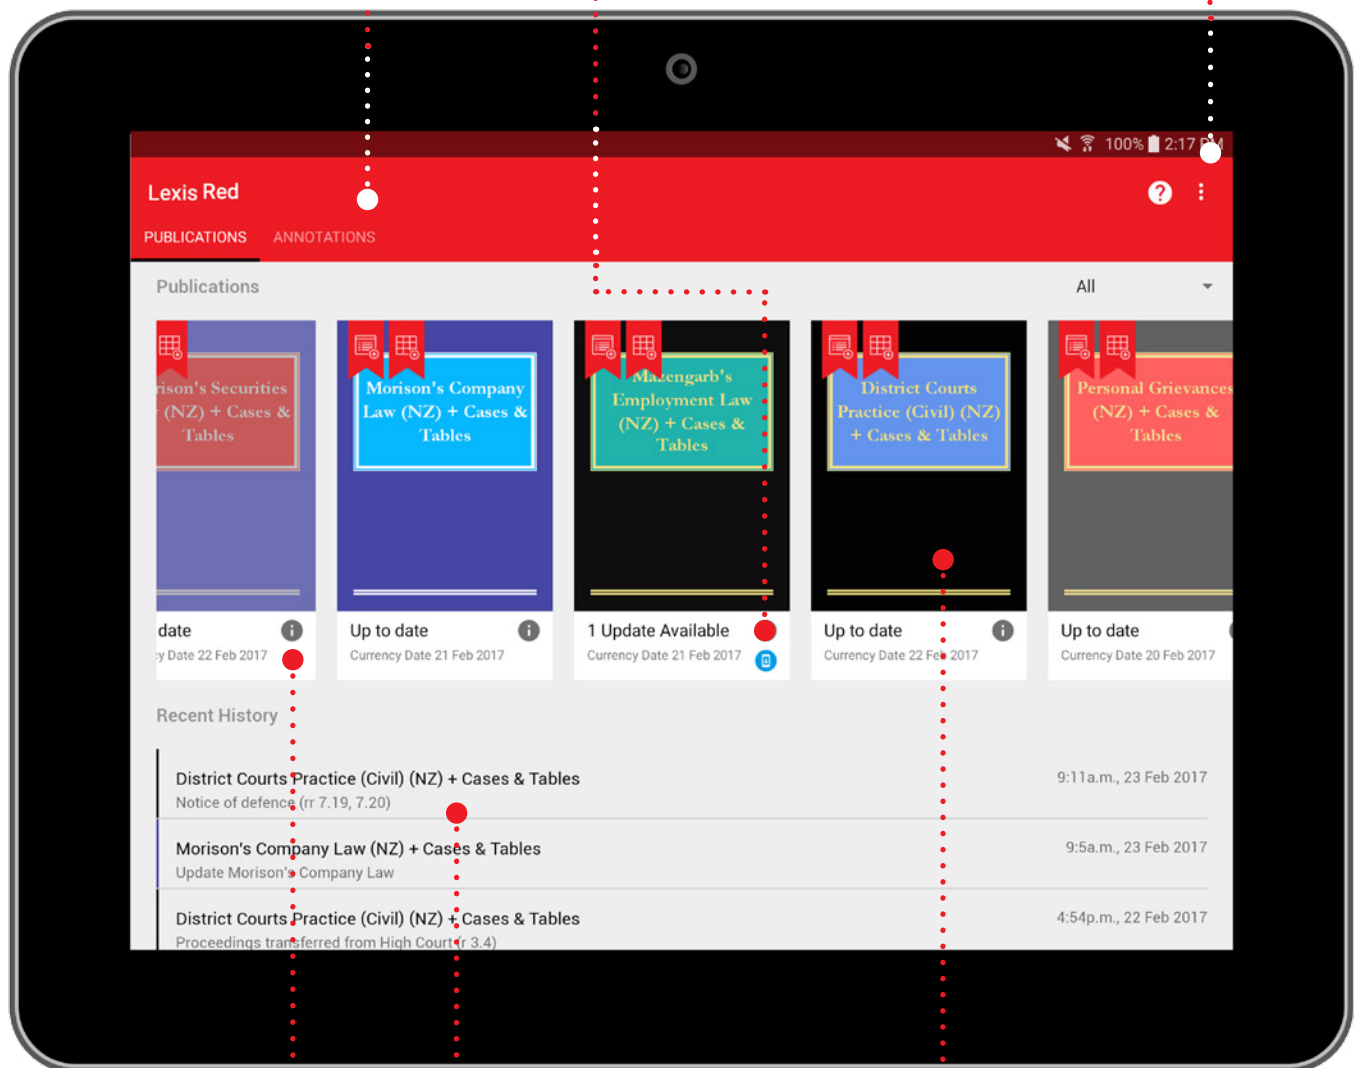 100% 2:17 PM
Lexis Red
PUBLICATIONS ANNOTATIONS
Publications
All
rison's Securities
(NZ) + Cases &
Tables
Morison's Company
Law (NZ) + Cases &
Tables
Mazengarb's
Employment Law
(NZ) + Cases &
Tables
District Courts
Practice (Civil) (NZ)
+ Cases & Tables
Personal Grievances
(NZ) + Cases &
Tables
date
y Date 22 Feb 2017
Up to date
Currency Date 21 Feb 2017
1 Update Available
Currency Date 21 Feb 2017
Up to date
Currency Date 22 Feb 2017
Up to date
Currency Date 20 Feb 2017
Recent History
District Courts Practice (Civil) (NZ) + Cases & Tables
9:11a.m., 23 Feb 2017
Notice of defence (rr 7.19, 7.20)
Morison's Company Law (NZ) + Cases & Tables
9:5a.m., 23 Feb 2017
Update Morison's Company Law
District Courts Practice (Civil) (NZ) + Cases & Tables
4:54p.m., 22 Feb 2017
Proceedings transferred from High Court (r 3.4)